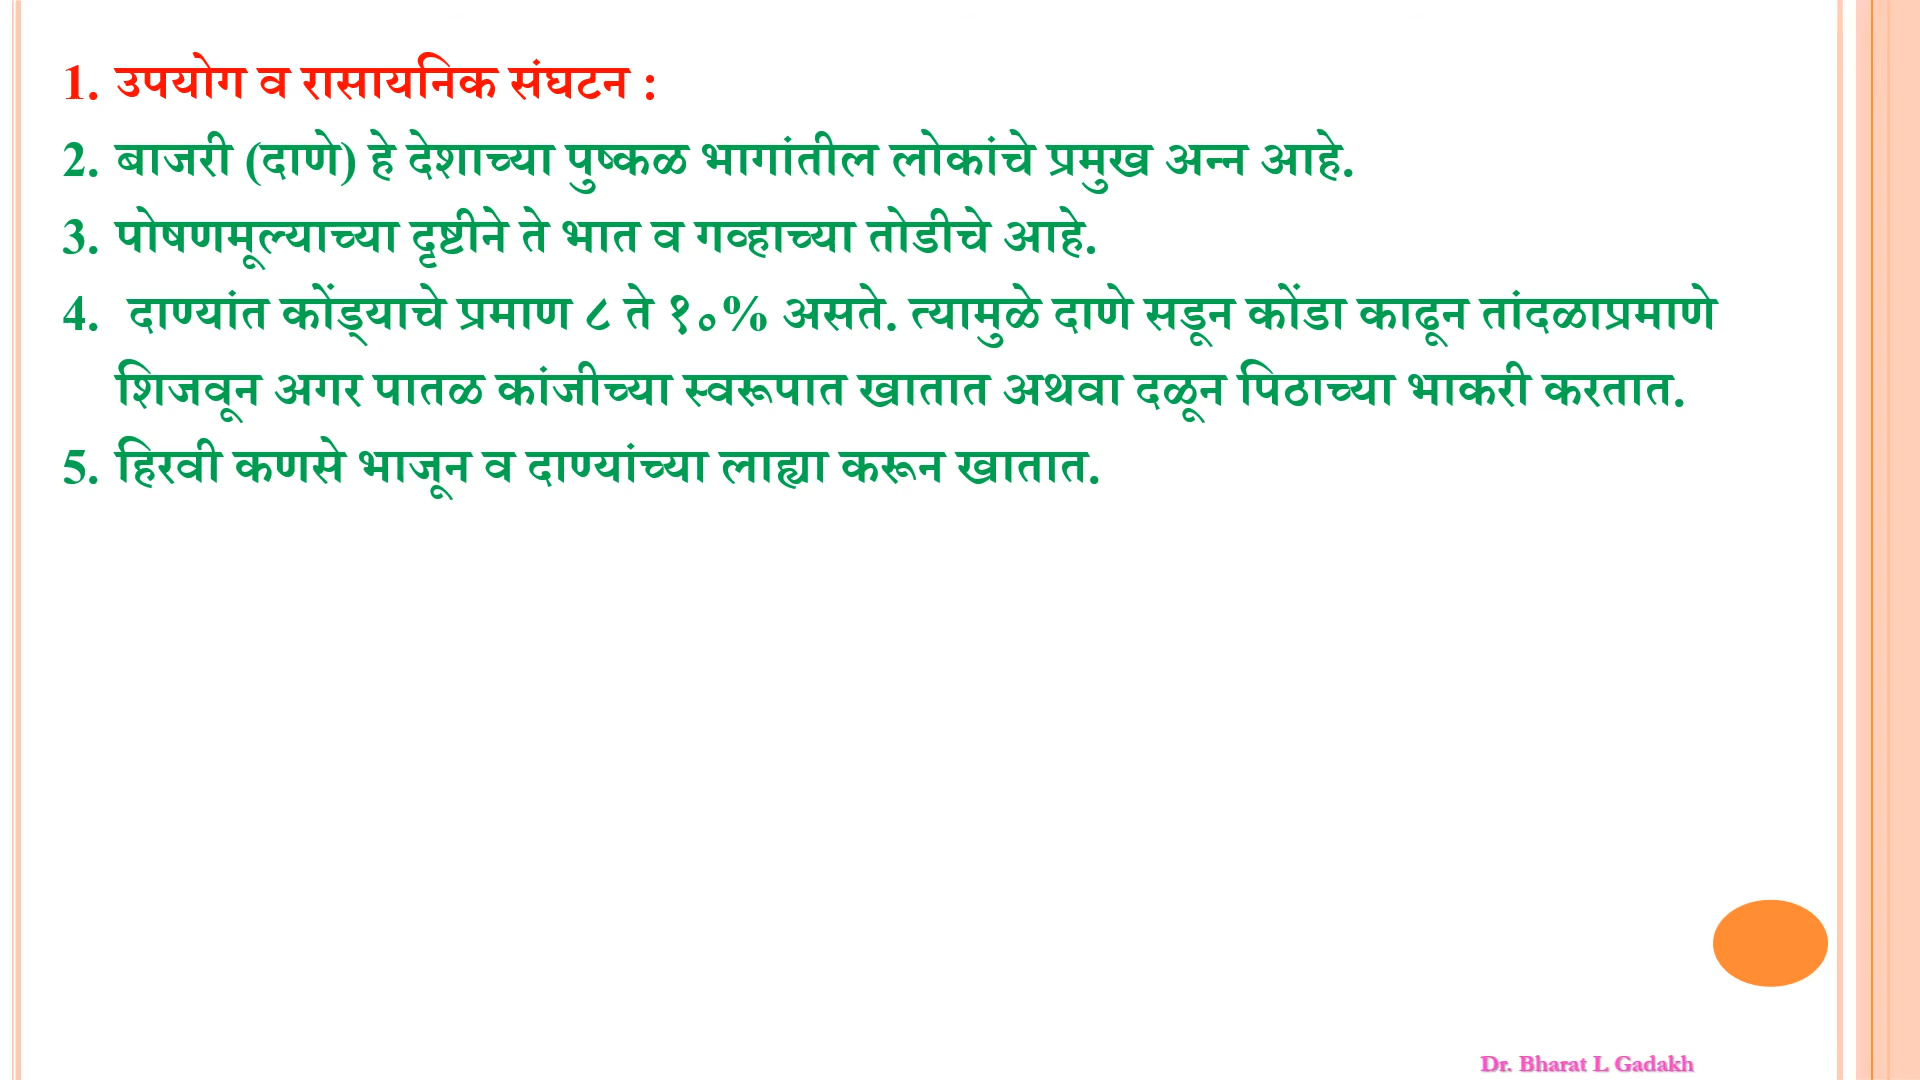 1. उपयोग व रासायनिक संघटन :
2. बाजरी (दाणे) हे देशाच्या पुष्कळ भागांतील लोकांचे प्रमुख अन्न आहे.
3. पोषणमूल्याच्या दृष्टीने ते भात व गव्हाच्या तोडीचे आहे.
4. दाण्यांत कोंड्याचे प्रमाण ८ ते १०% असते. त्यामुळे दाणे सडून कोंडा काढून तांदळाप्रमाणे
शिजवून अगर पातळ कांजीच्या स्वरूपात खातात अथवा दळून पिठाच्या भाकरी करतात.
5. हिरवी कणसे भाजून व दाण्यांच्या लाह्या करून खातात.
Dr. Bharat L Gadakh